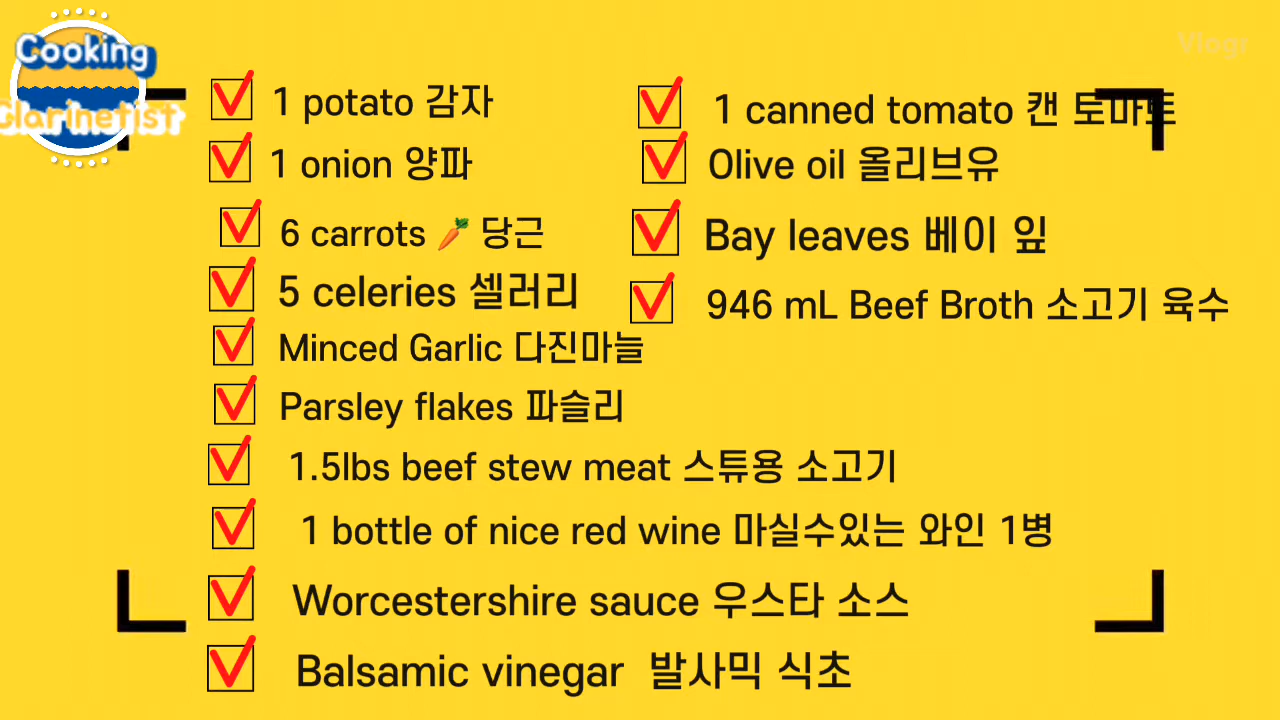 Cooking
Clarinetist
Vlogr
1 potato 감자
1 onion 양파
6 carrots 🥕 당근
5 celeries 셀러리
Minced Garlic 다진마늘
Parsley flakes 파슬리
1.5lbs beef stew meat 스튜용 소고기
1 bottle of nice red wine 마실수있는 와인 1병
Worcestershire sauce 우스타 소스
Balsamic vinegar 발사믹 식초
1 canned tomato 캔 토마토
Olive oil 올리브유
Bay leaves 베이 잎
946 mL Beef Broth 소고기 육수